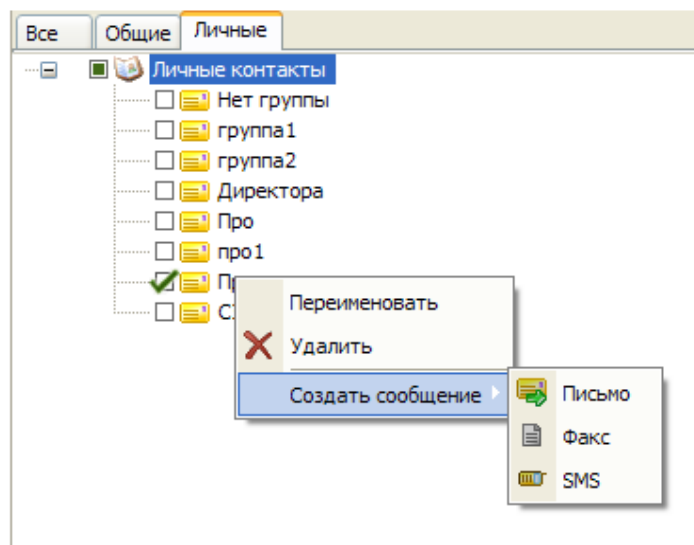 Все Общие Личные
Личные контакты
Нет группы
группа1
группа2
Директора
Про
про1
Переименовать
Удалить
Создать сообщение
Письмо
Факс
SMS